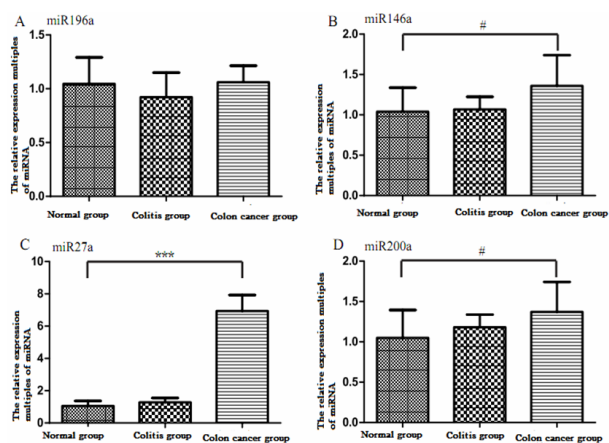 A miR196a
The relative expression multiples
of miRNA
1.5
1.0
0.5
0.0
Normal group Colitis group Colon cancer group
B miR146a
#
The relative expression
multiples of miRNA
2.0
1.5
1.0
0.5
0.0
Normal group Colitis group Colon cancer group
C miR27a
***
The relative expression
multiples of miRNA
10
8
6
4
2
0
Normal group Colitis group Colon cancer group
D miR200a
#
The relative expression multiples
of miRNA
2.0
1.5
1.0
0.5
0.0
Normal group Colitis group Colon cancer group